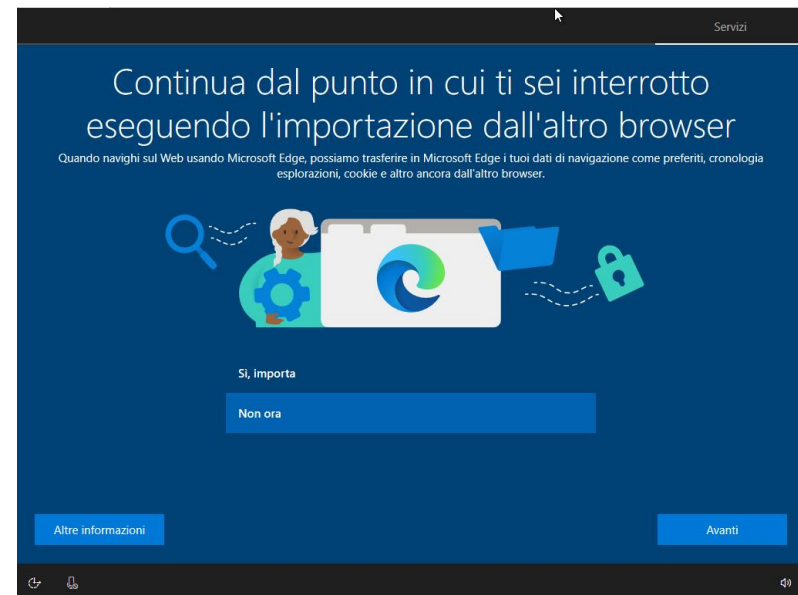 Servizi
Continua dal punto in cui ti sei interrotto
eseguendo l'importazione dall'altro browser
Quando navighi sul Web usando Microsoft Edge, possiamo trasferire in Microsoft Edge i tuoi dati di navigazione come preferiti, cronologia
esplorazioni, cookie e altro ancora dall'altro browser.
Sì, importa
Non ora
Altre informazioni
Avanti